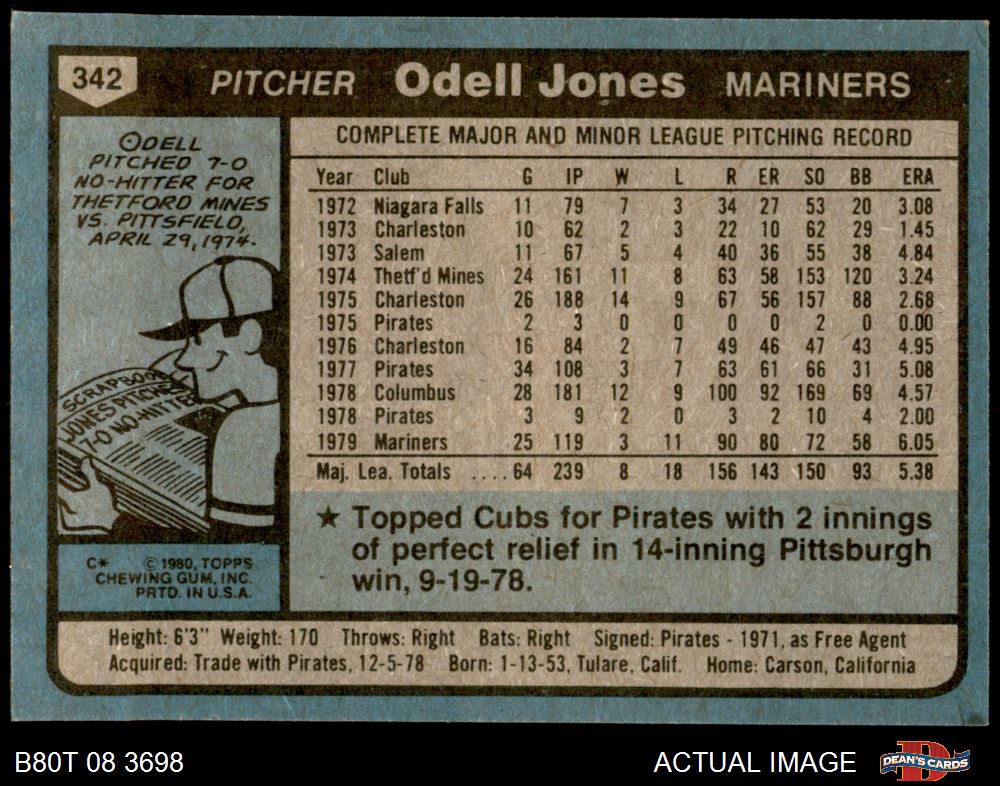 342 PITCHER Odell Jones MARINERS
ODELL
PITCHED 7-0
NO-HITTER FOR
THETFORD MINES
VS. PITTSFIELD,
APRIL 29, 1974.
SCRAPBOOK
JONES PITCHES
7-0 NO-HITTER
C* © 1980, TOPPS
CHEWING GUM, INC.
PRTD. IN U.S.A.
COMPLETE MAJOR AND MINOR LEAGUE PITCHING RECORD
Year Club G IP W L R ER SO BB ERA
1972 Niagara Falls 11 79 7 3 34 27 53 20 3.08
1973 Charleston 10 62 2 3 22 10 62 29 1.45
1973 Salem 11 67 5 4 40 36 55 38 4.84
1974 Thetf'd Mines 24 161 11 8 63 58 153 120 3.24
1975 Charleston 26 188 14 9 67 56 157 88 2.68
1975 Pirates 2 3 0 0 0 0 2 0 0.00
1976 Charleston 16 84 2 7 49 46 47 43 4.95
1977 Pirates 34 108 3 7 63 61 66 31 5.08
1978 Columbus 28 181 12 9 100 92 169 69 4.57
1978 Pirates 3 9 2 0 3 2 10 4 2.00
1979 Mariners 25 119 3 11 90 80 72 58 6.05
Maj. Lea. Totals .... 64 239 8 18 156 143 150 93 5.38
★ Topped Cubs for Pirates with 2 innings
of perfect relief in 14-inning Pittsburgh
win, 9-19-78.
Height: 6'3" Weight: 170 Throws: Right Bats: Right Signed: Pirates - 1971, as Free Agent
Acquired: Trade with Pirates, 12-5-78 Born: 1-13-53, Tulare, Calif. Home: Carson, California
B80T 08 3698 ACTUAL IMAGE D DEAN'S CARDS